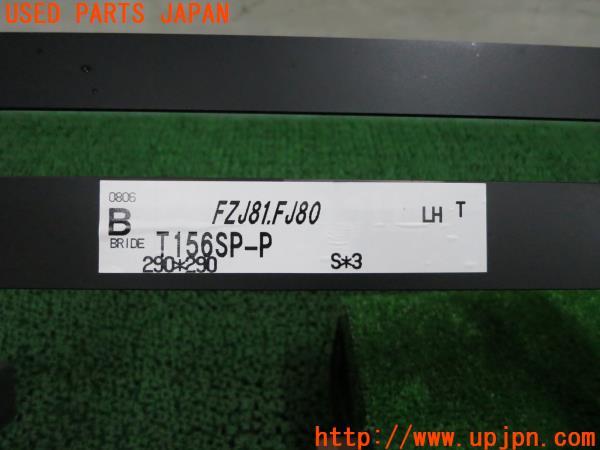 USED PARTS JAPAN
0806
B FZJ81.FJ80 LH T
BRIDE T156SP-P
290*290 S*3
http://www.upjpn.com